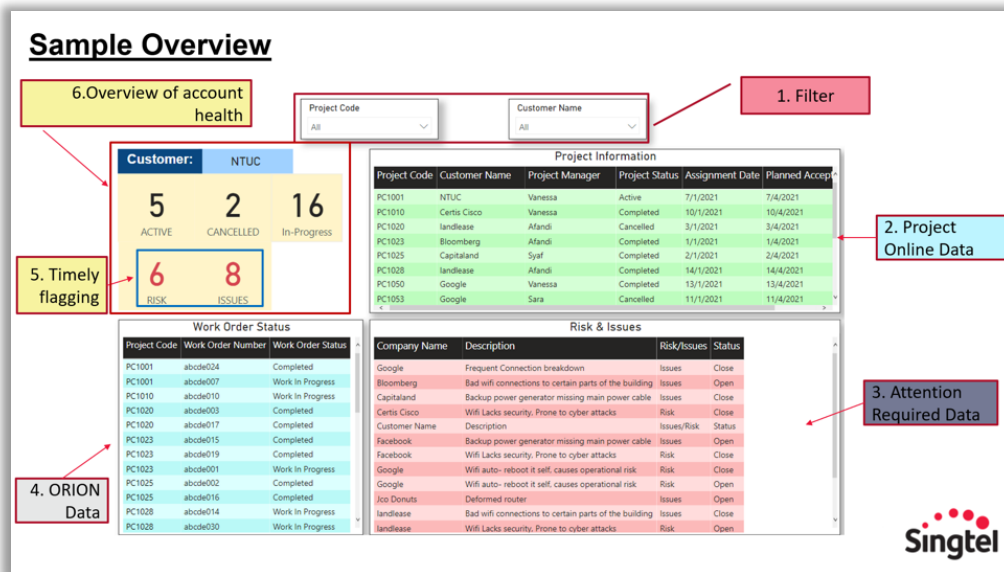 Sample Overview
6.Overview of account
health
Project Code
All
Customer Name
All
1. Filter
Customer: NTUC
5 2 16
ACTIVE CANCELLED In-Progress
6 8
RISK ISSUES
5. Timely
flagging
Project Information
Project Code Customer Name Project Manager Project Status Assignment Date Planned Accept
PC1001 NTUC Vanessa Active 7/1/2021 7/4/2021
PC1010 Certis Cisco Vanessa Completed 10/1/2021 10/4/2021
PC1020 landlease Afandi Cancelled 3/1/2021 3/4/2021
PC1023 Bloomberg Afandi Completed 1/1/2021 1/4/2021
PC1025 Capitaland Syaf Completed 2/1/2021 2/4/2021
PC1028 landlease Afandi Completed 14/1/2021 14/4/2021
PC1050 Google Vanessa Completed 13/1/2021 13/4/2021
PC1053 Google Sara Cancelled 11/1/2021 11/4/2021
2. Project
Online Data
Work Order Status
Project Code Work Order Number Work Order Status
PC1001 abcde024 Completed
PC1001 abcde007 Work In Progress
PC1010 abcde010 Work In Progress
PC1020 abcde003 Completed
PC1020 abcde017 Completed
PC1023 abcde015 Completed
PC1023 abcde019 Completed
PC1023 abcde001 Work In Progress
PC1025 abcde002 Completed
PC1025 abcde016 Completed
PC1028 abcde014 Work In Progress
PC1028 abcde030 Work In Progress
4. ORION
Data
Risk & Issues
Company Name Description Risk/Issues Status
Google Frequent Connection breakdown Issues Close
Bloomberg Bad wifi connections to certain parts of the building Issues Open
Capitaland Backup power generator missing main power cable Issues Close
Certis Cisco Wifi Lacks security, Prone to cyber attacks Risk Close
Customer Name Description Issues/Risk Status
Facebook Backup power generator missing main power cable Issues Open
Facebook Wifi Lacks security, Prone to cyber attacks Risk Close
Google Wifi auto- reboot it self, causes operational risk Risk Close
Google Wifi auto- reboot it self, causes operational risk Risk Open
Jco Donuts Deformed router Issues Open
landlease Bad wifi connections to certain parts of the building Issues Close
landlease Wifi Lacks security, Prone to cyber attacks Risk Open
3. Attention
Required Data
Singtel